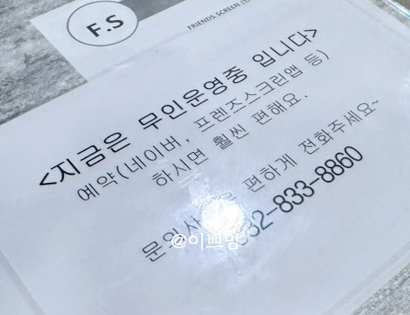 F.S
FRIENDS SCREEN
<지금은 무인운영중 입니다>
예약(네이버, 프렌즈스크린앱 등)
하시면 훨씬 편해요.
편하게 전화주세요~
32-833-8860
@이쁘맘